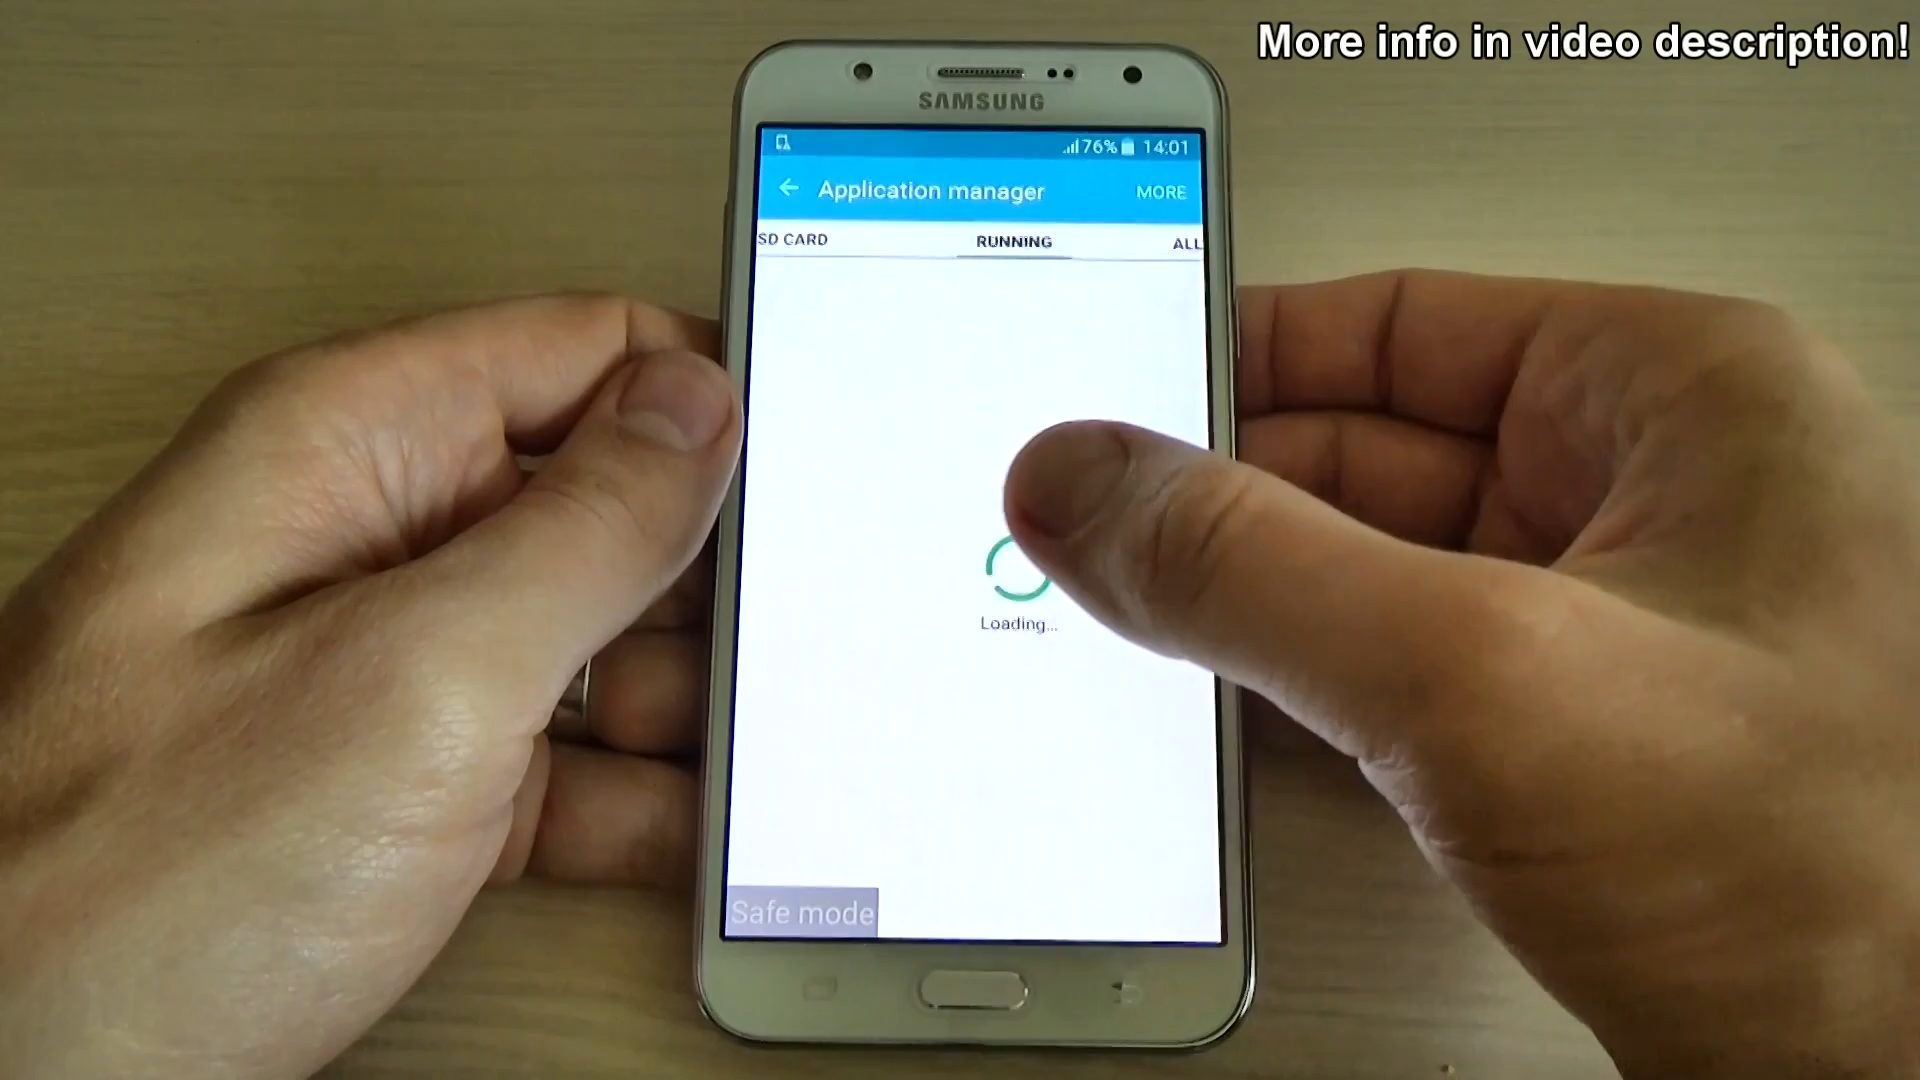 More info in video description!
SAMSUNG
76% 14:01
Application manager MORE
SD CARD RUNNING ALL
Loading...
Safe mode